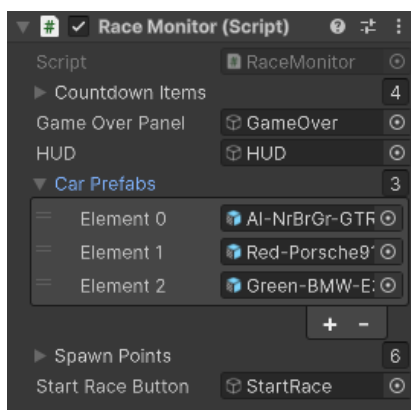 # Race Monitor (Script)
Script RaceMonitor
Countdown Items 4
Game Over Panel GameOver
HUD HUD
Car Prefabs 3
Element 0 AI-NrBrGr-GTR
Element 1 Red-Porsche91
Element 2 Green-BMW-E
+ -
Spawn Points 6
Start Race Button StartRace